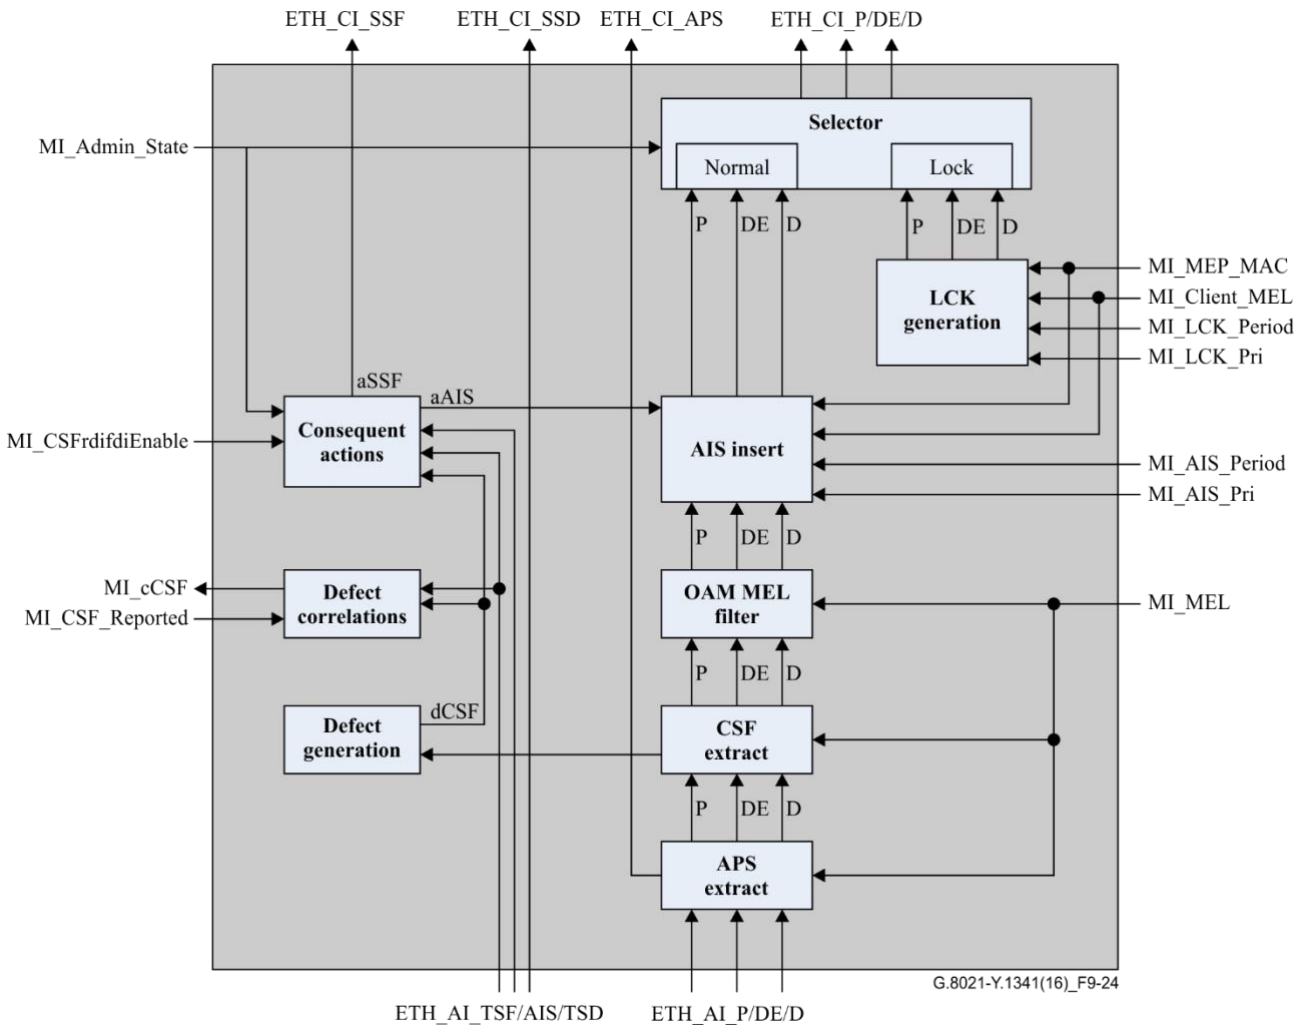 ETH_CI_SSF
ETH_CI_SSD
ETH_CI_APS
ETH_CI_P/DE/D
Selector
MI_Admin_State
Normal
Lock
P
DE
D
P
DE
D
MI_MEP_MAC
LCK
generation
MI_Client_MEL
MI_LCK_Period
MI_LCK_Pri
aSSF
aAIS
Consequent
actions
MI_CSFrdifdiEnable
AIS insert
MI_AIS_Period
MI_AIS_Pri
P
DE
D
MI_cCSF
MI_CSF_Reported
Defect
correlations
OAM MEL
filter
MI_MEL
P
DE
D
dCSF
Defect
generation
CSF
extract
P
DE
D
APS
extract
G.8021-Y.1341(16)_F9-24
ETH_AI_TSF/AIS/TSD
ETH_AI_P/DE/D